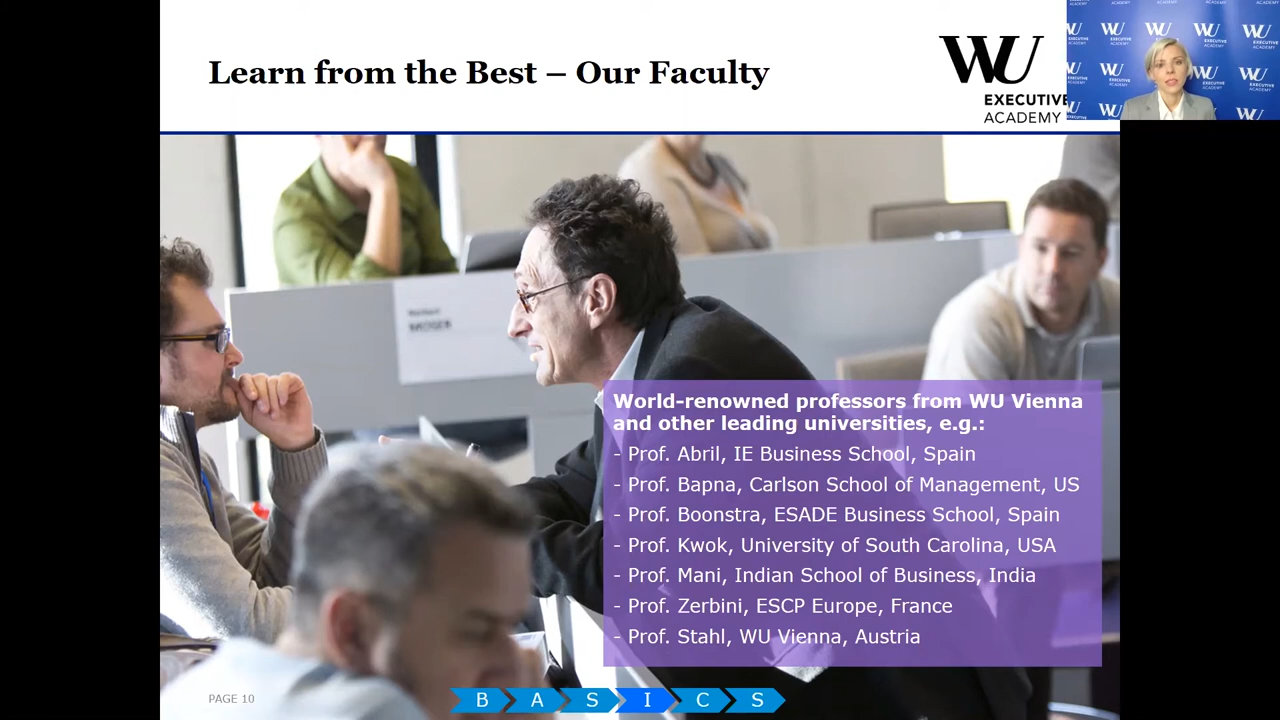 Learn from the Best – Our Faculty
WU
EXECUTIVE
ACADEMY
MOSER
World-renowned professors from WU Vienna
and other leading universities, e.g.:
- Prof. Abril, IE Business School, Spain
- Prof. Bapna, Carlson School of Management, US
- Prof. Boonstra, ESADE Business School, Spain
- Prof. Kwok, University of South Carolina, USA
- Prof. Mani, Indian School of Business, India
- Prof. Zerbini, ESCP Europe, France
- Prof. Stahl, WU Vienna, Austria
PAGE 10
B A S I C S